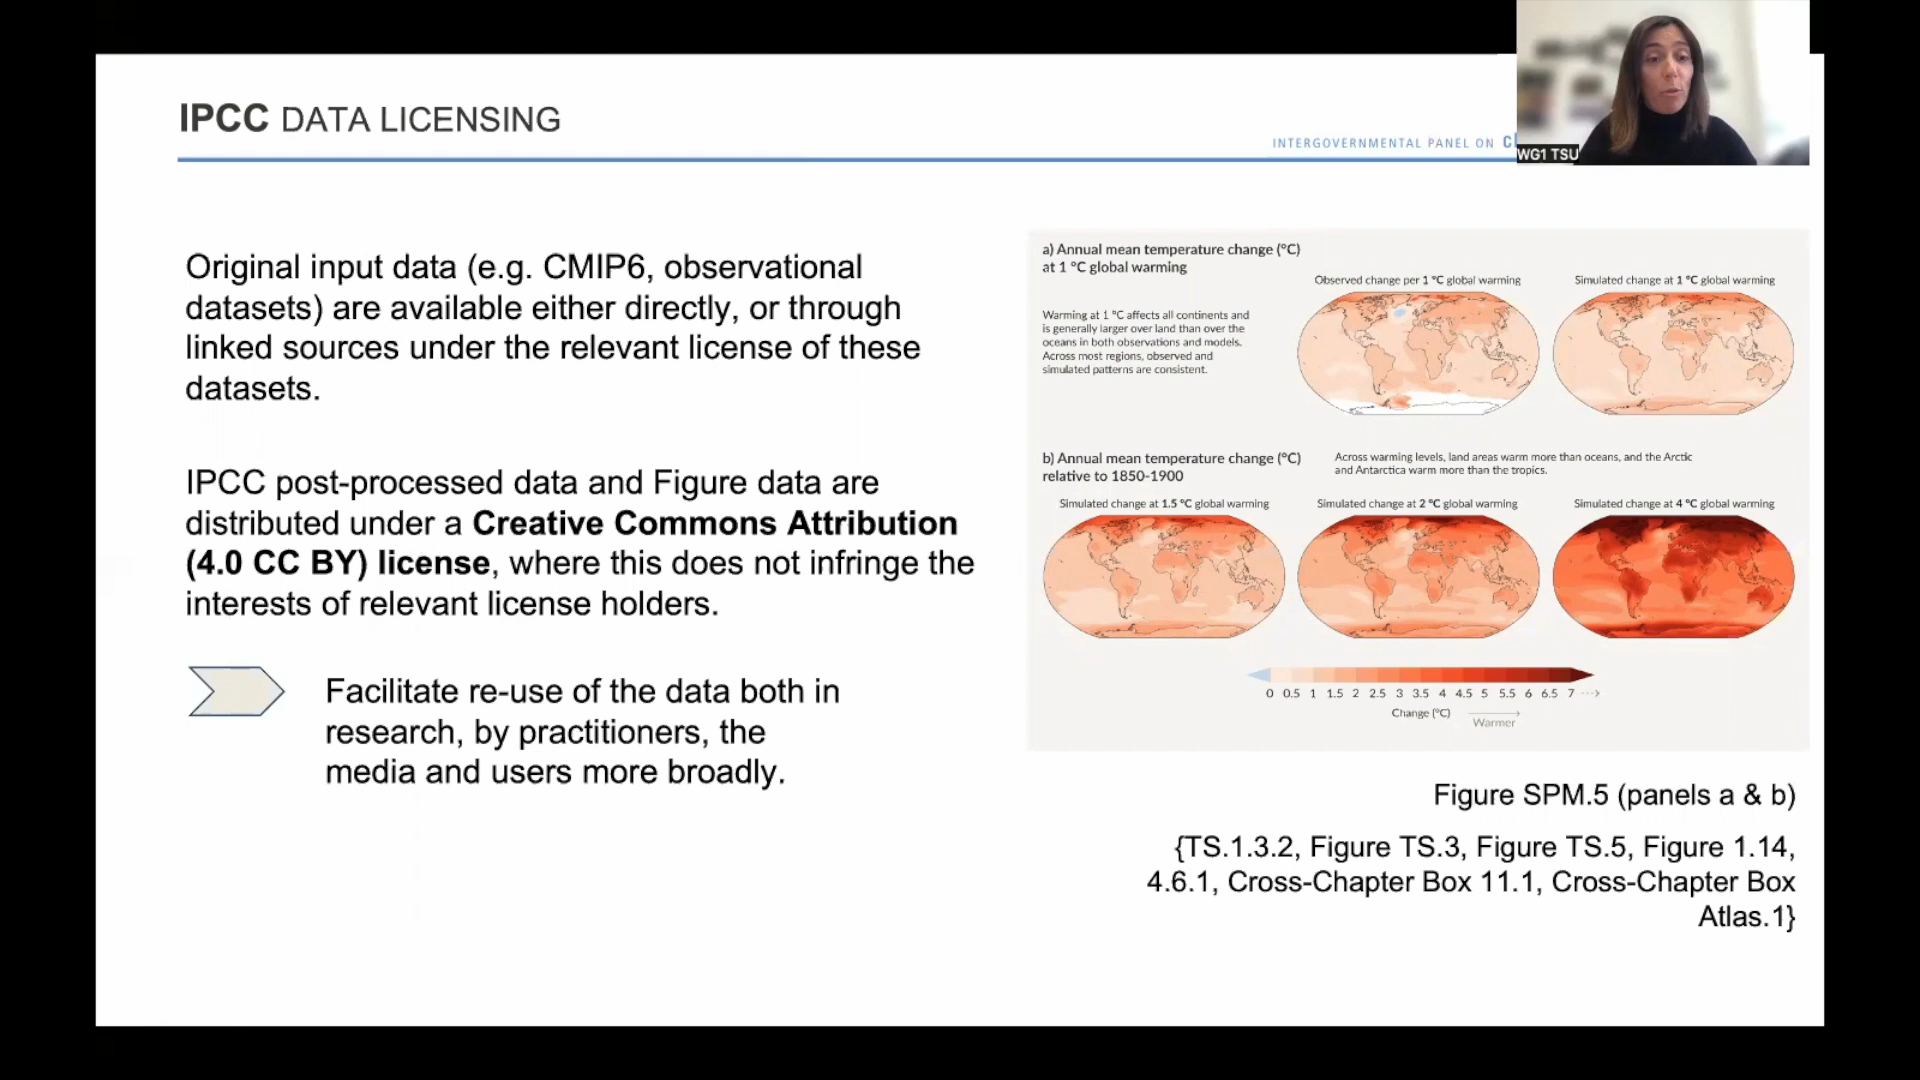 IPCC DATA LICENSING
INTERGOVERNMENTAL PANEL ON
WG1 TSU
Original input data (e.g. CMIP6, observational
datasets) are available either directly, or through
linked sources under the relevant license of these
datasets.
IPCC post-processed data and Figure data are
distributed under a Creative Commons Attribution
(4.0 CC BY) license, where this does not infringe the
interests of relevant license holders.
Facilitate re-use of the data both in
research, by practitioners, the
media and users more broadly.
a) Annual mean temperature change (°C)
at 1 °C global warming
Warming at 1 °C affects all continents and
is generally larger over land than over the
oceans in both observations and models.
Across most regions, observed and
simulated patterns are consistent.
Observed change per 1 °C global warming
Simulated change at 1 °C global warming
b) Annual mean temperature change (°C)
relative to 1850-1900
Across warming levels, land areas warm more than oceans, and the Arctic
and Antarctica warm more than the tropics.
Simulated change at 1.5 °C global warming
Simulated change at 2 °C global warming
Simulated change at 4 °C global warming
0 0.5 1 1.5 2 2.5 3 3.5 4 4.5 5 5.5 6 6.5 7
Change (°C)
Warmer
Figure SPM.5 (panels a & b)
{TS.1.3.2, Figure TS.3, Figure TS.5, Figure 1.14,
4.6.1, Cross-Chapter Box 11.1, Cross-Chapter Box
Atlas.1}